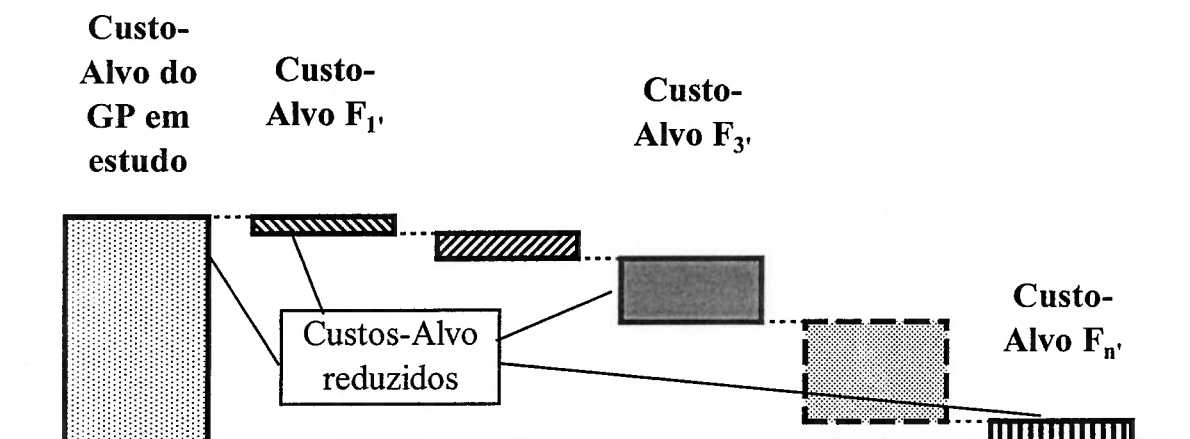 Custo-
Alvo do
GP em
estudo
Custo-
Alvo F₁'
Custo-
Alvo F₃'
Custo-
Alvo Fₙ'
Custos-Alvo
reduzidos